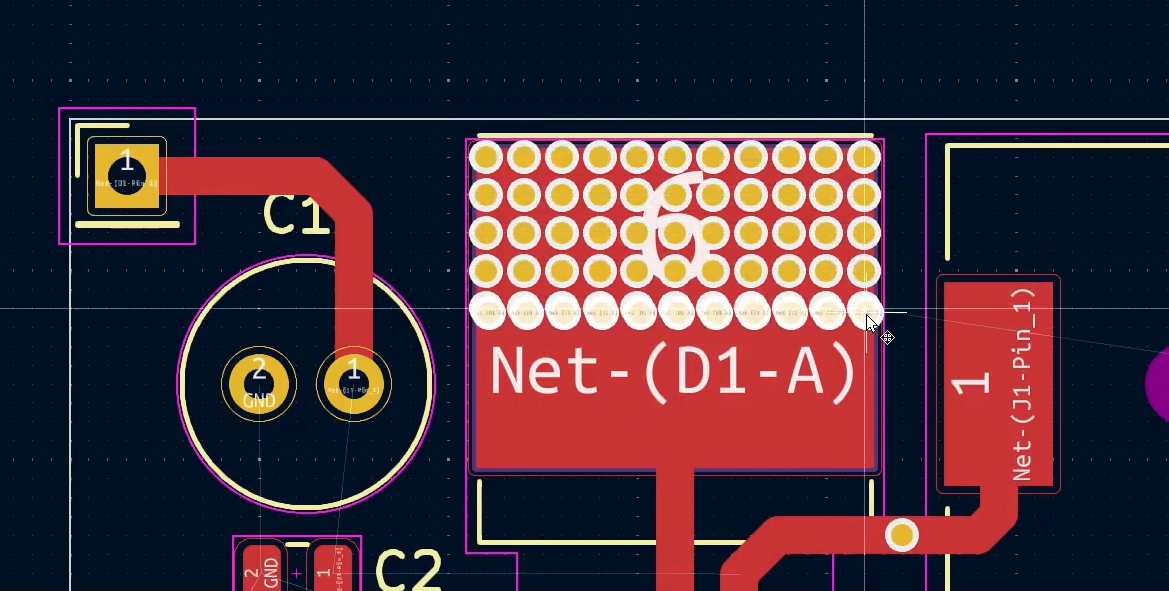 1
C1
6
Net-(D1-A)
1
Net-(J1-Pin_1)
2
GND
1
2
GND
1
C2